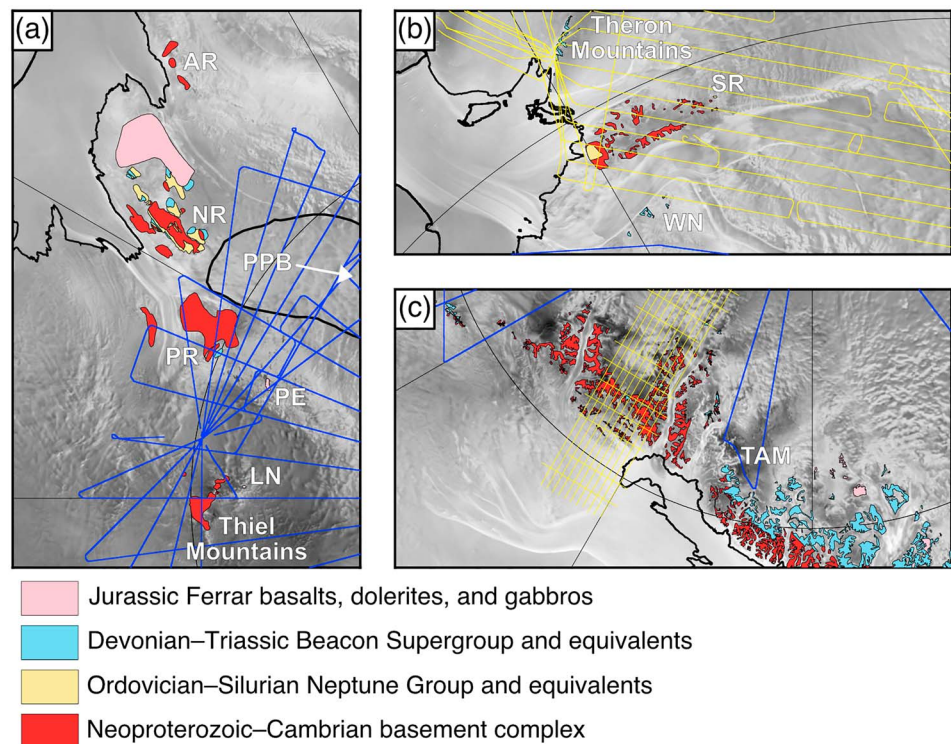 (a)
AR
NR
PPB
PR
PE
LN
Thiel
Mountains
(b)
Theron
Mountains
SR
WN
(c)
TAM
Jurassic Ferrar basalts, dolerites, and gabbros
Devonian–Triassic Beacon Supergroup and equivalents
Ordovician–Silurian Neptune Group and equivalents
Neoproterozoic–Cambrian basement complex